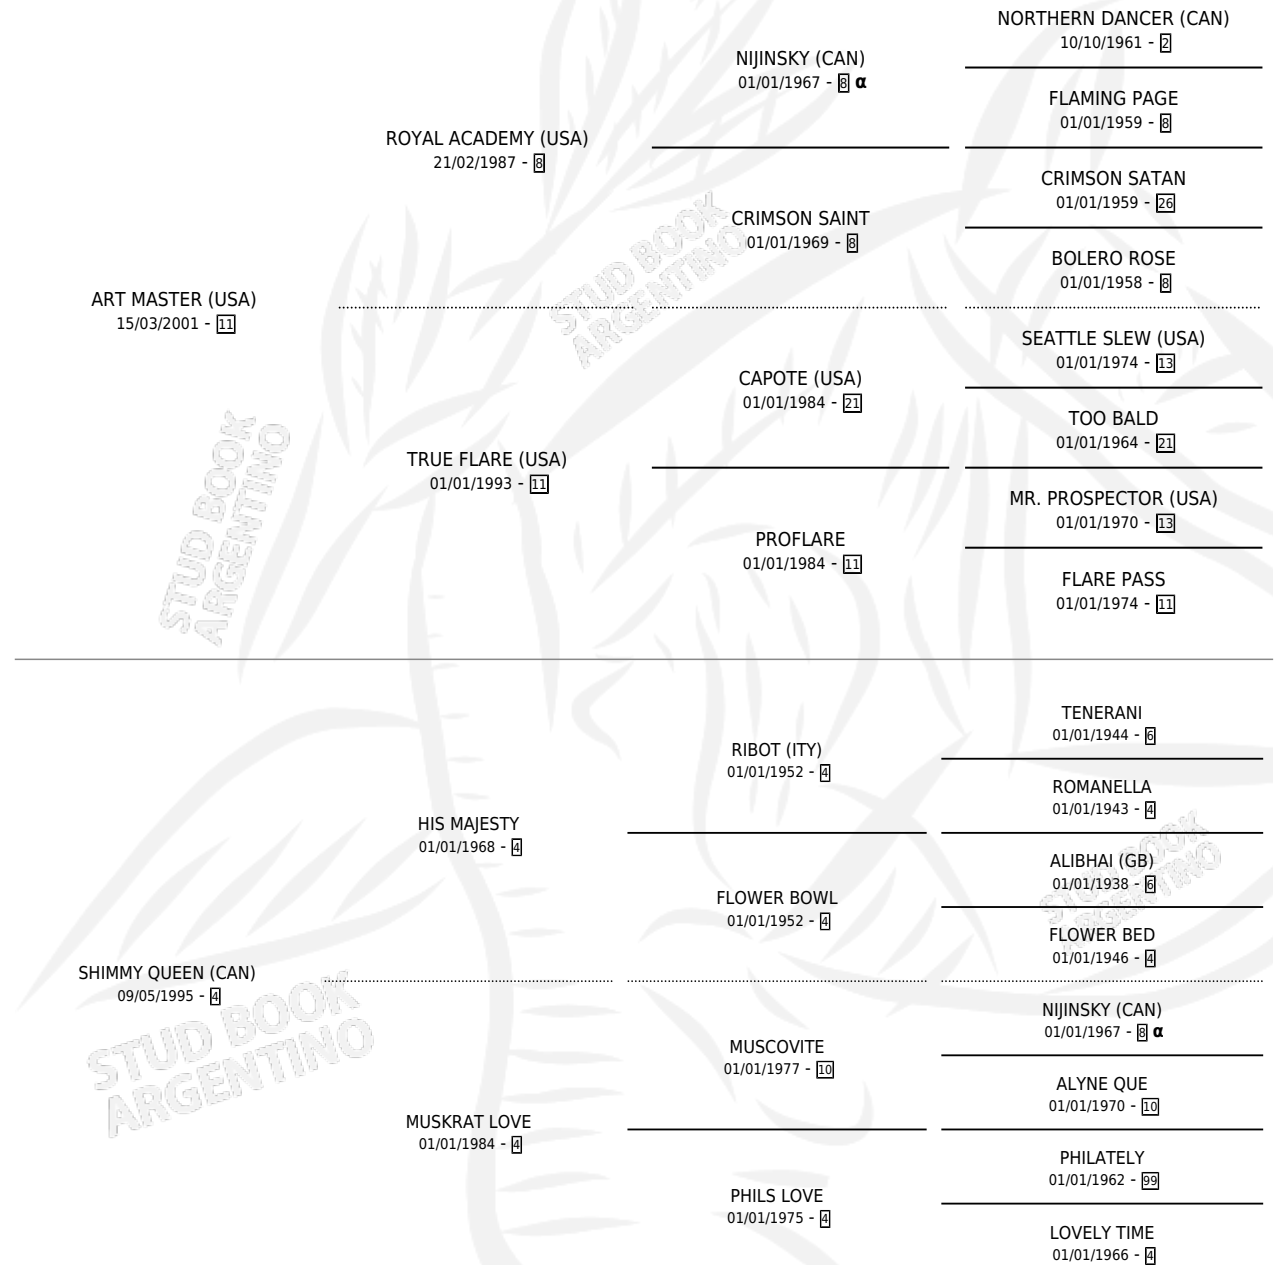 NORTHERN DANCER (CAN)
10/10/1961 - 2
NIJINSKY (CAN)
01/01/1967 - 8 α
FLAMING PAGE
01/01/1959 - 8
ROYAL ACADEMY (USA)
21/02/1987 - 8
CRIMSON SATAN
01/01/1959 - 26
CRIMSON SAINT
01/01/1969 - 8
BOLERO ROSE
01/01/1958 - 8
ART MASTER (USA)
15/03/2001 - 11
SEATTLE SLEW (USA)
01/01/1974 - 13
CAPOTE (USA)
01/01/1984 - 21
TOO BALD
01/01/1964 - 21
TRUE FLARE (USA)
01/01/1993 - 11
MR. PROSPECTOR (USA)
01/01/1970 - 13
PROFLARE
01/01/1984 - 11
FLARE PASS
01/01/1974 - 11
TENERANI
01/01/1944 - 6
RIBOT (ITY)
01/01/1952 - 4
ROMANELLA
01/01/1943 - 4
HIS MAJESTY
01/01/1968 - 4
ALIBHAI (GB)
01/01/1938 - 6
FLOWER BOWL
01/01/1952 - 4
FLOWER BED
01/01/1946 - 4
SHIMMY QUEEN (CAN)
09/05/1995 - 4
NIJINSKY (CAN)
01/01/1967 - 8 α
MUSCOVITE
01/01/1977 - 10
ALYNE QUE
01/01/1970 - 10
MUSKRAT LOVE
01/01/1984 - 4
PHILATELY
01/01/1962 - 99
PHILS LOVE
01/01/1975 - 4
LOVELY TIME
01/01/1966 - 4
STUD BOOK
ARGENTINO
STUD BOOK
ARGENTINO
STUD BOOK
ARGENTINO
STUD BOOK
ARGENTINO